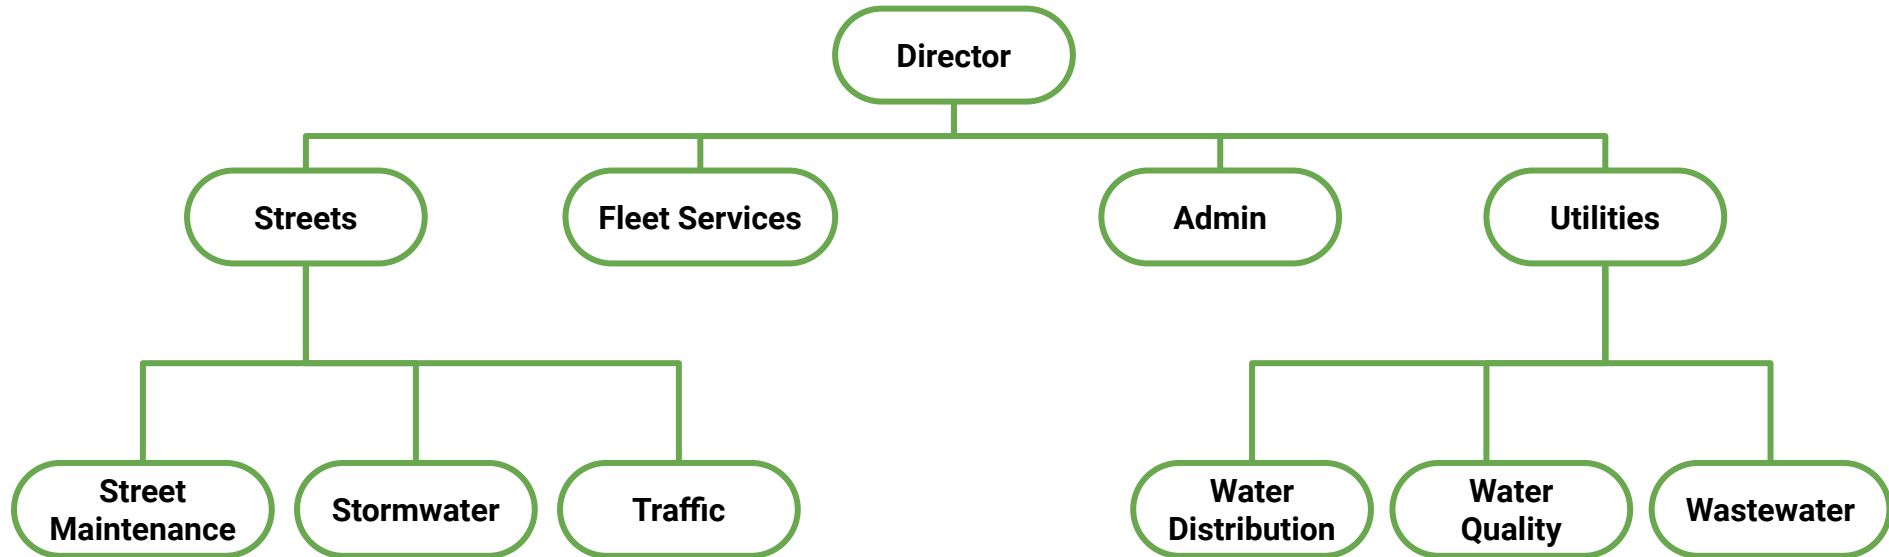 Director
Streets
Fleet Services
Admin
Utilities
Street
Maintenance
Stormwater
Traffic
Water
Distribution
Water
Quality
Wastewater